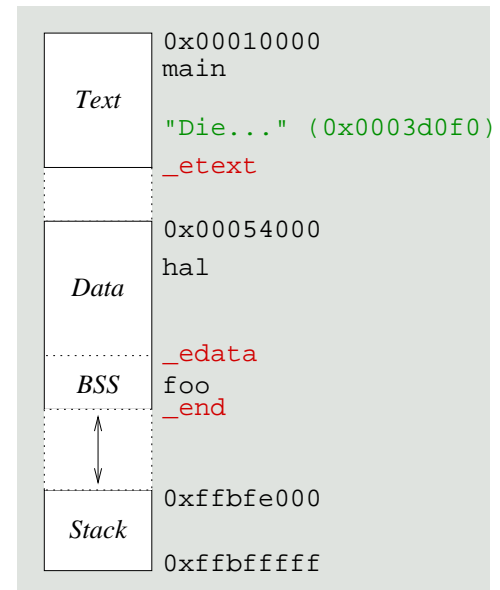 0x00010000
main
Text
"Die..." (0x0003d0f0)
_etext
0x00054000
hal
Data
_edata
BSS
foo
_end
0xffbfe000
Stack
0xffbfffff